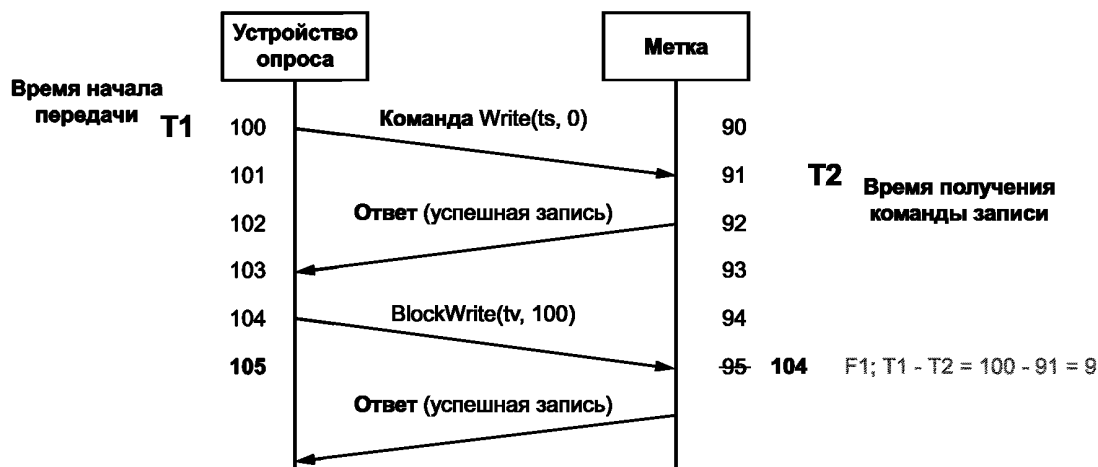 Устройство
опроса
Метка
Время начала
передачи
T1
100
Команда Write(ts, 0)
90
101
91
T2
Время получения
команды записи
Ответ (успешная запись)
102
92
103
93
BlockWrite(tv, 100)
104
94
105
95 104 F1; T1 - T2 = 100 - 91 = 9
Ответ (успешная запись)